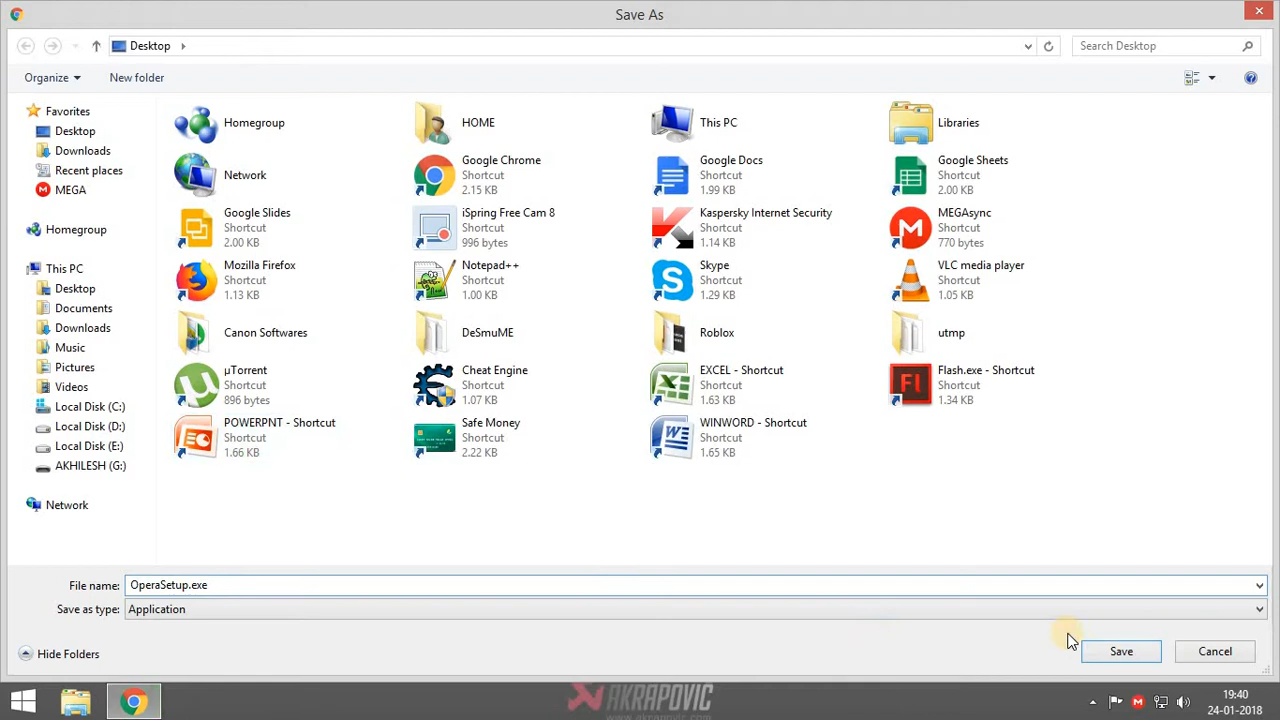 Save As
Desktop
Search Desktop
Organize
New folder
Favorites
Desktop
Downloads
Recent places
MEGA
Homegroup
This PC
Desktop
Documents
Downloads
Music
Pictures
Videos
Local Disk (C:)
Local Disk (D:)
Local Disk (E:)
AKHILESH (G:)
Network
Homegroup
HOME
This PC
Libraries
Network
Google Chrome
Shortcut
2.15 KB
Google Docs
Shortcut
1.99 KB
Google Sheets
Shortcut
2.00 KB
Google Slides
Shortcut
2.00 KB
iSpring Free Cam 8
Shortcut
996 bytes
Kaspersky Internet Security
Shortcut
1.14 KB
MEGAsync
Shortcut
770 bytes
Mozilla Firefox
Shortcut
1.13 KB
Notepad++
Shortcut
1.00 KB
Skype
Shortcut
1.29 KB
VLC media player
Shortcut
1.05 KB
Canon Softwares
DeSmuME
Roblox
utmp
µTorrent
Shortcut
896 bytes
Cheat Engine
Shortcut
1.07 KB
EXCEL - Shortcut
Shortcut
1.63 KB
Flash.exe - Shortcut
Shortcut
1.34 KB
POWERPNT - Shortcut
Shortcut
1.66 KB
Safe Money
Shortcut
2.22 KB
WINWORD - Shortcut
Shortcut
1.65 KB
File name: OperaSetup.exe
Save as type: Application
Hide Folders
Save
Cancel
AKRAPOVIC
www.akrapovic.com
19:40
24-01-2018